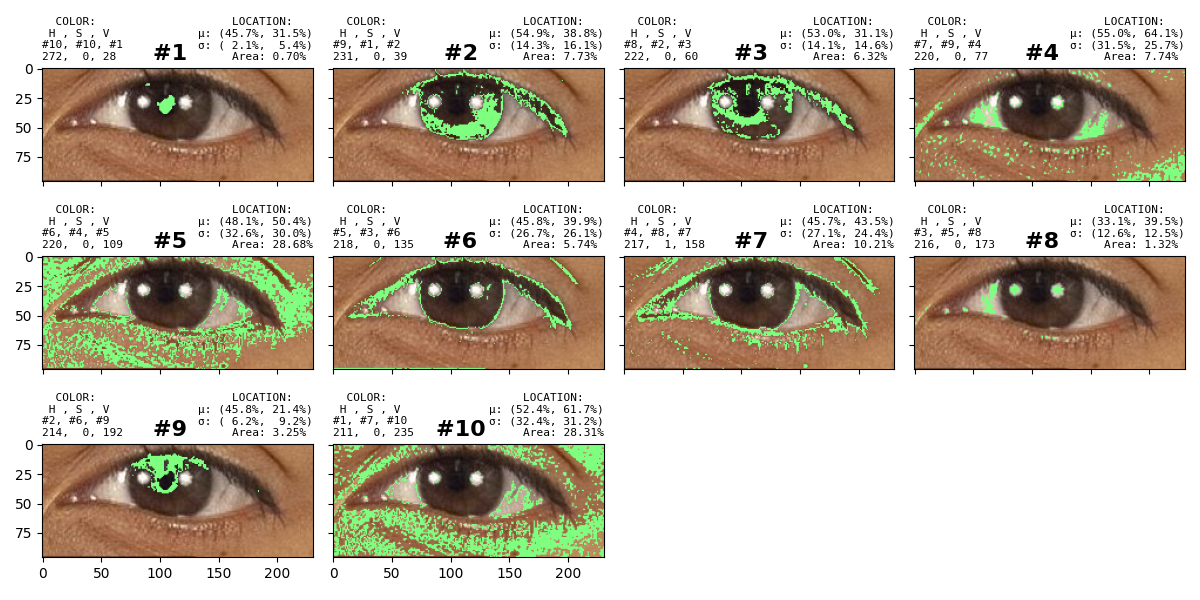 COLOR: LOCATION: COLOR: LOCATION: COLOR: LOCATION: COLOR: LOCATION:
H , S , V μ: (45.7%, 31.5%) H , S , V μ: (54.9%, 38.8%) H , S , V μ: (53.0%, 31.1%) H , S , V μ: (55.0%, 64.1%)
#10, #10, #1 #1 σ: ( 2.1%, 5.4%) #9, #1, #2 #2 σ: (14.3%, 16.1%) #8, #2, #3 #3 σ: (14.1%, 14.6%) #7, #9, #4 #4 σ: (31.5%, 25.7%)
272, 0, 28 Area: 0.70% 231, 0, 39 Area: 7.73% 222, 0, 60 Area: 6.32% 220, 0, 77 Area: 7.74%
0
25
50
75
COLOR: LOCATION: COLOR: LOCATION: COLOR: LOCATION: COLOR: LOCATION:
H , S , V μ: (48.1%, 50.4%) H , S , V μ: (45.8%, 39.9%) H , S , V μ: (45.7%, 43.5%) H , S , V μ: (33.1%, 39.5%)
#6, #4, #5 #5 σ: (32.6%, 30.0%) #5, #3, #6 #6 σ: (26.7%, 26.1%) #4, #8, #7 #7 σ: (27.1%, 24.4%) #3, #5, #8 #8 σ: (12.6%, 12.5%)
220, 0, 109 Area: 28.68% 218, 0, 135 Area: 5.74% 217, 1, 158 Area: 10.21% 216, 0, 173 Area: 1.32%
0
25
50
75
COLOR: LOCATION: COLOR: LOCATION:
H , S , V μ: (45.8%, 21.4%) H , S , V μ: (52.4%, 61.7%)
#2, #6, #9 #9 σ: ( 6.2%, 9.2%) #1, #7, #10 #10 σ: (32.4%, 31.2%)
214, 0, 192 Area: 3.25% 211, 0, 235 Area: 28.31%
0
25
50
75
0 50 100 150 200 0 50 100 150 200